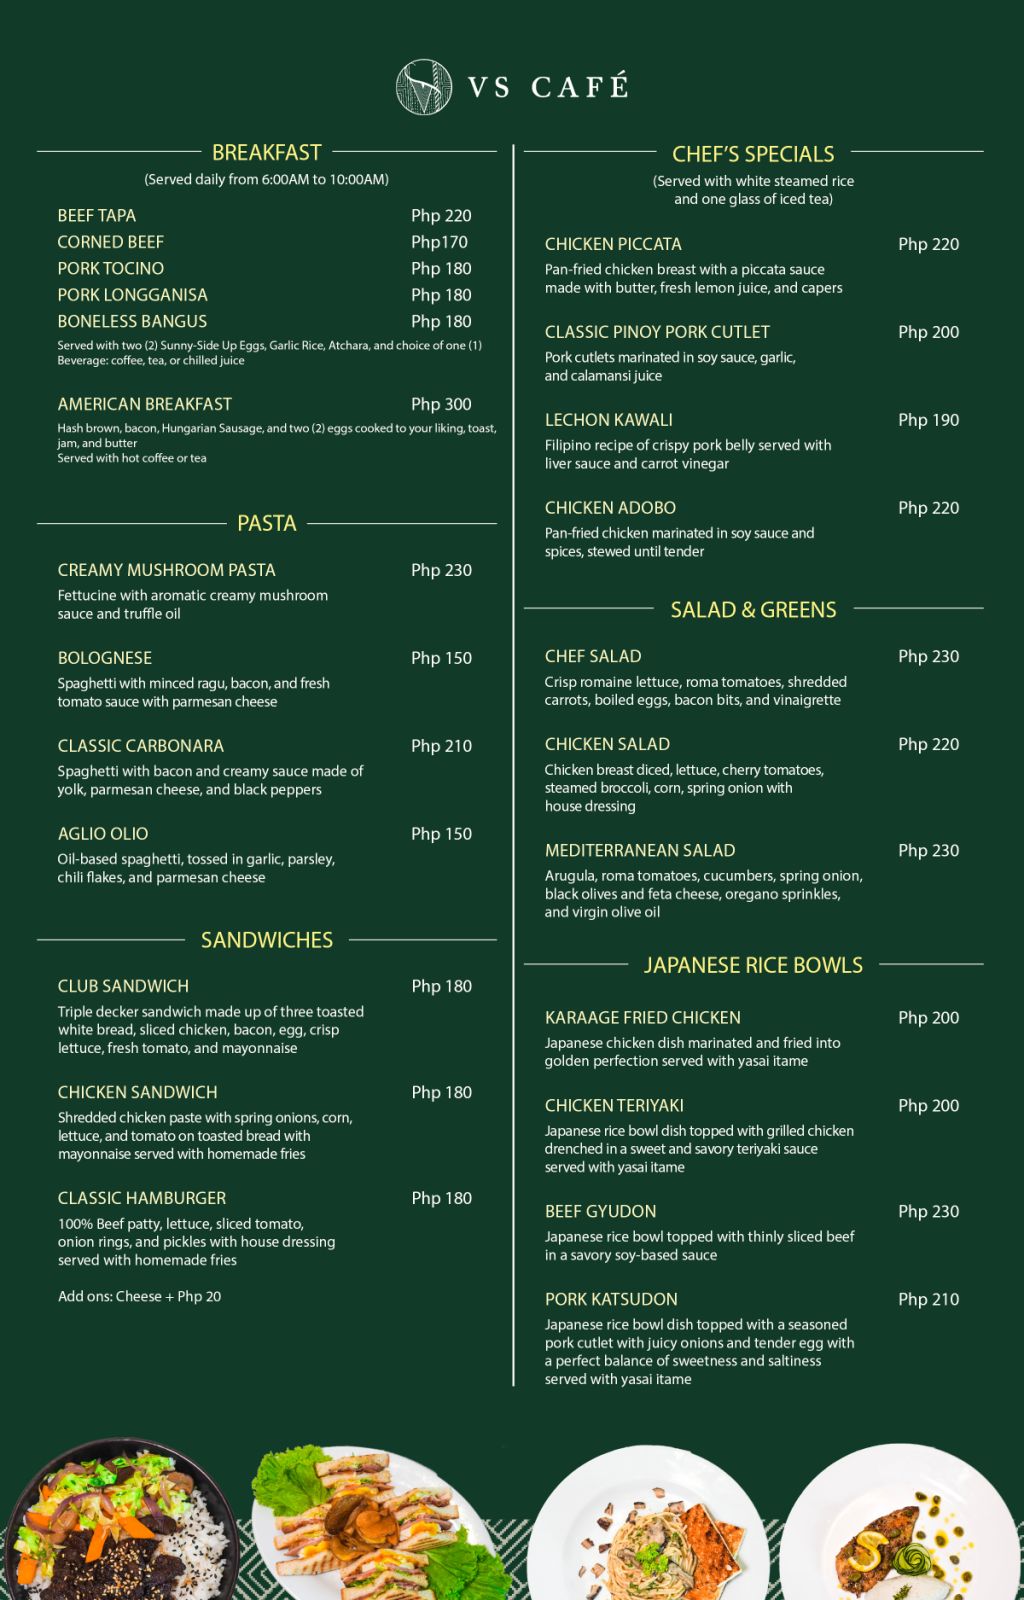 VS CAFÉ
BREAKFAST
(Served daily from 6:00AM to 10:00AM)
BEEF TAPA Php 220
CORNED BEEF Php170
PORK TOCINO Php 180
PORK LONGGANISA Php 180
BONELESS BANGUS Php 180
Served with two (2) Sunny-Side Up Eggs, Garlic Rice, Atchara, and choice of one (1)
Beverage: coffee, tea, or chilled juice
AMERICAN BREAKFAST Php 300
Hash brown, bacon, Hungarian Sausage, and two (2) eggs cooked to your liking, toast,
jam, and butter
Served with hot coffee or tea
PASTA
CREAMY MUSHROOM PASTA Php 230
Fettucine with aromatic creamy mushroom
sauce and truffle oil
BOLOGNESE Php 150
Spaghetti with minced ragu, bacon, and fresh
tomato sauce with parmesan cheese
CLASSIC CARBONARA Php 210
Spaghetti with bacon and creamy sauce made of
yolk, parmesan cheese, and black peppers
AGLIO OLIO Php 150
Oil-based spaghetti, tossed in garlic, parsley,
chili flakes, and parmesan cheese
SANDWICHES
CLUB SANDWICH Php 180
Triple decker sandwich made up of three toasted
white bread, sliced chicken, bacon, egg, crisp
lettuce, fresh tomato, and mayonnaise
CHICKEN SANDWICH Php 180
Shredded chicken paste with spring onions, corn,
lettuce, and tomato on toasted bread with
mayonnaise served with homemade fries
CLASSIC HAMBURGER Php 180
100% Beef patty, lettuce, sliced tomato,
onion rings, and pickles with house dressing
served with homemade fries
Add ons: Cheese + Php 20
CHEF'S SPECIALS
(Served with white steamed rice
and one glass of iced tea)
CHICKEN PICCATA Php 220
Pan-fried chicken breast with a piccata sauce
made with butter, fresh lemon juice, and capers
CLASSIC PINOY PORK CUTLET Php 200
Pork cutlets marinated in soy sauce, garlic,
and calamansi juice
LECHON KAWALI Php 190
Filipino recipe of crispy pork belly served with
liver sauce and carrot vinegar
CHICKEN ADOBO Php 220
Pan-fried chicken marinated in soy sauce and
spices, stewed until tender
SALAD & GREENS
CHEF SALAD Php 230
Crisp romaine lettuce, roma tomatoes, shredded
carrots, boiled eggs, bacon bits, and vinaigrette
CHICKEN SALAD Php 220
Chicken breast diced, lettuce, cherry tomatoes,
steamed broccoli, corn, spring onion with
house dressing
MEDITERRANEAN SALAD Php 230
Arugula, roma tomatoes, cucumbers, spring onion,
black olives and feta cheese, oregano sprinkles,
and virgin olive oil
JAPANESE RICE BOWLS
KARAAGE FRIED CHICKEN Php 200
Japanese chicken dish marinated and fried into
golden perfection served with yasai itame
CHICKEN TERIYAKI Php 200
Japanese rice bowl dish topped with grilled chicken
drenched in a sweet and savory teriyaki sauce
served with yasai itame
BEEF GYUDON Php 230
Japanese rice bowl topped with thinly sliced beef
in a savory soy-based sauce
PORK KATSUDON Php 210
Japanese rice bowl dish topped with a seasoned
pork cutlet with juicy onions and tender egg with
a perfect balance of sweetness and saltiness
served with yasai itame